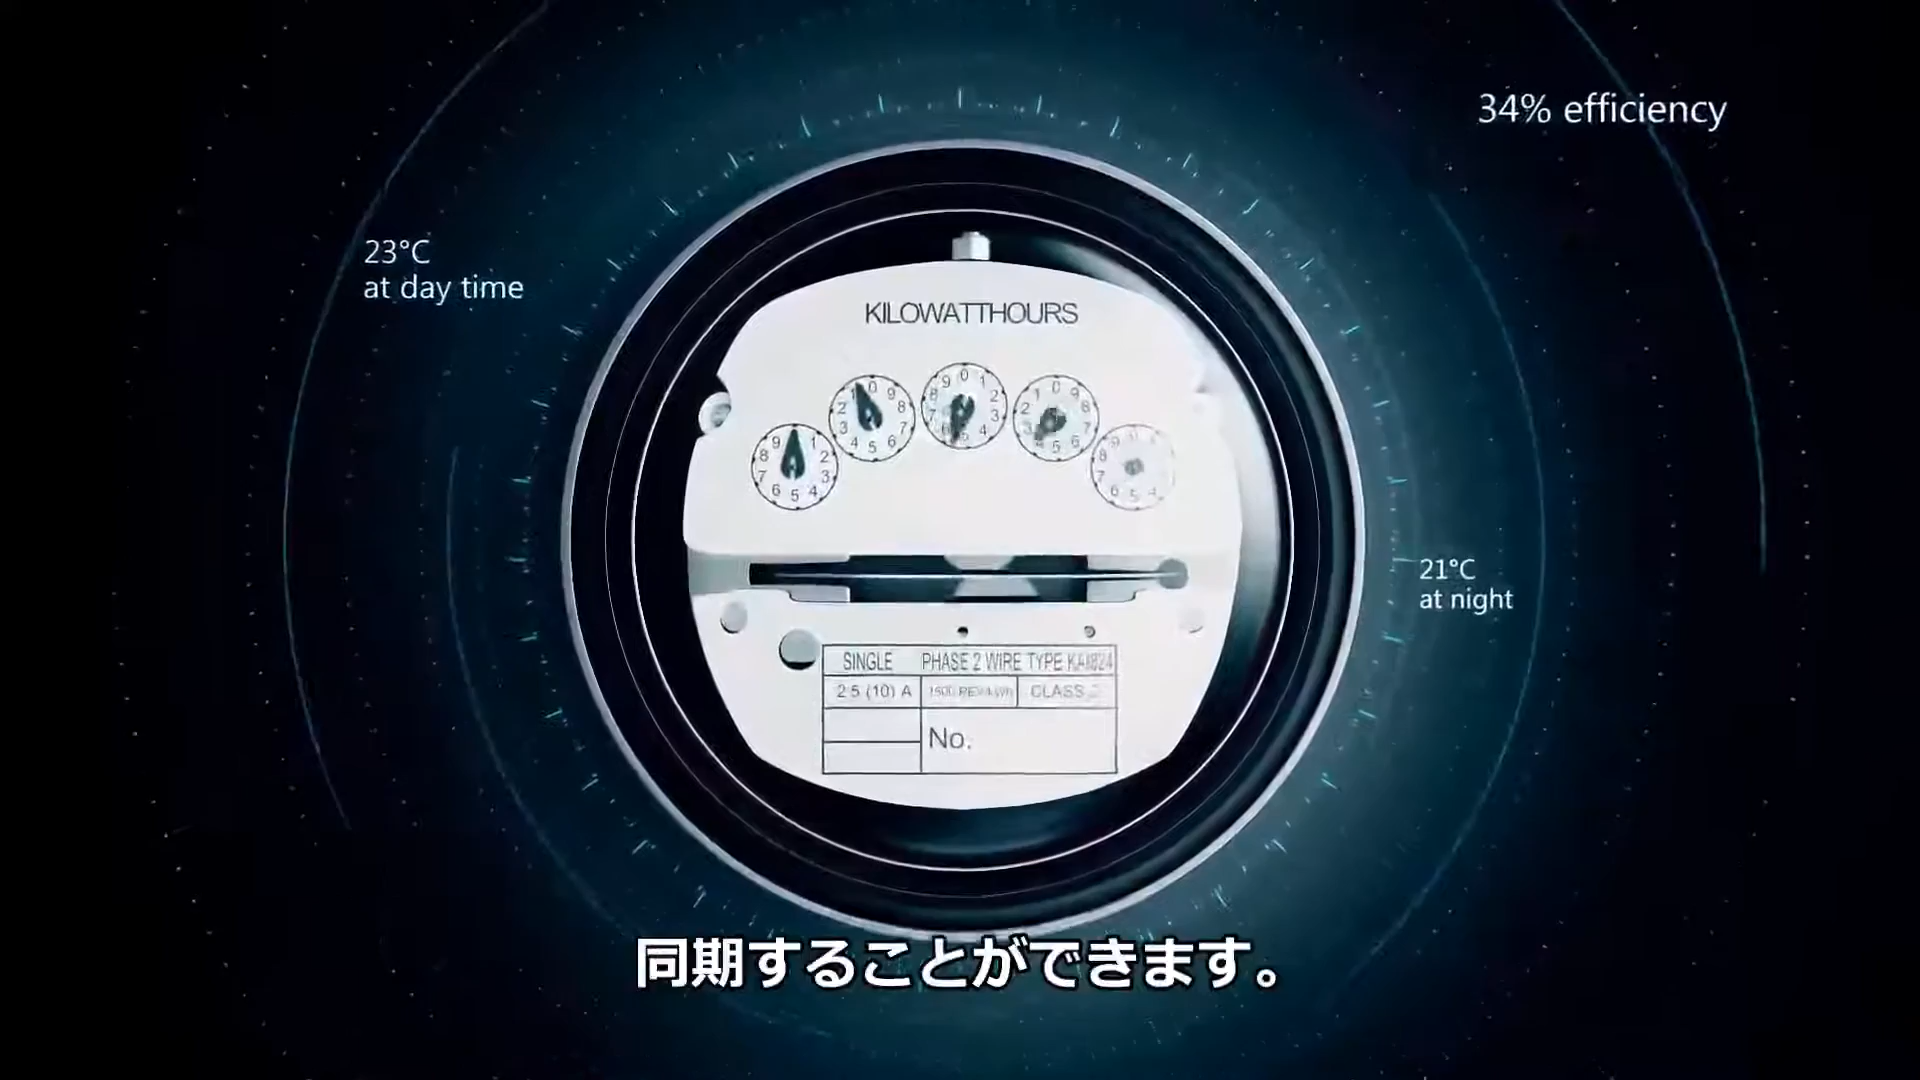 34% efficiency
23°C
at day time
KILOWATTHOURS
21°C
at night
SINGLE PHASE 2 WIRE TYPE
2.5 (10) A CLASS
No.
同期することができます。